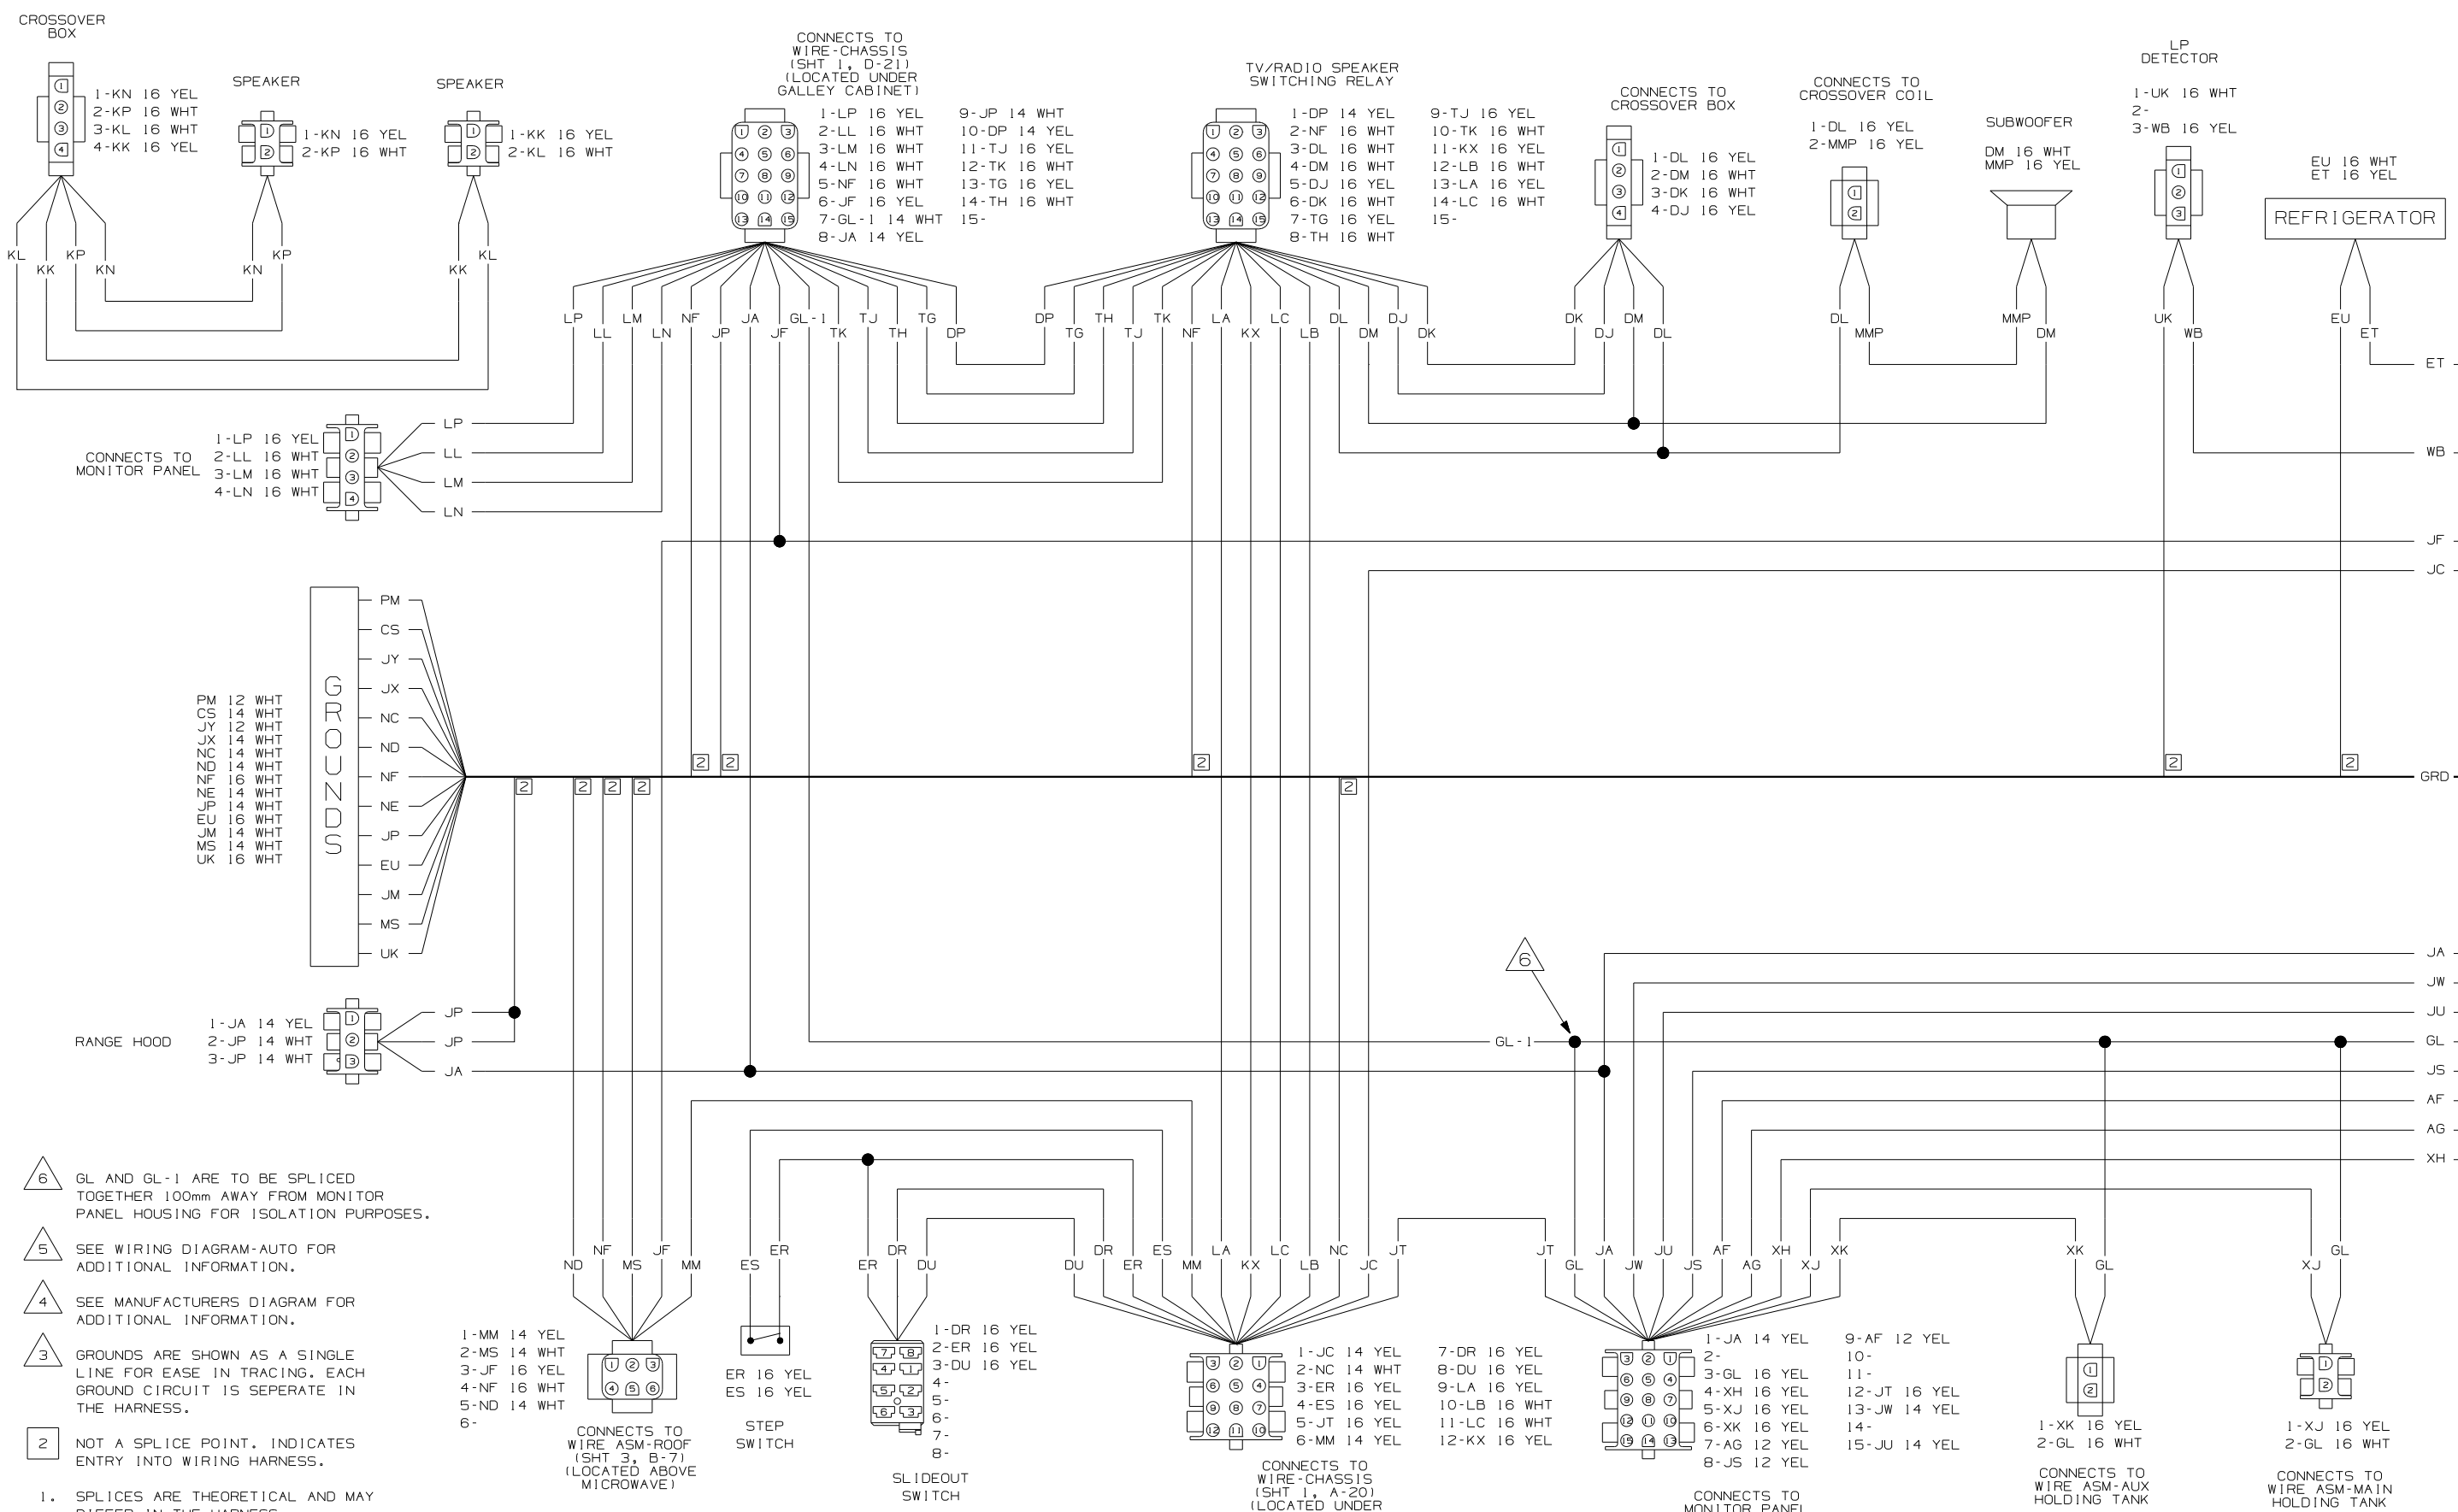 CROSSOVER
BOX
1-KN 16 YEL
2-KP 16 WHT
3-KL 16 WHT
4-KK 16 YEL
SPEAKER
1-KN 16 YEL
2-KP 16 WHT
SPEAKER
1-KK 16 YEL
2-KL 16 WHT
KL
KK
KP
KN
KN
KP
KK
KL
CONNECTS TO
WIRE-CHASSIS
(SHT 1, D-21)
(LOCATED UNDER
GALLEY CABINET)
1-LP 16 YEL
2-LL 16 WHT
3-LM 16 WHT
4-LN 16 WHT
5-NF 16 WHT
6-JF 16 YEL
7-GL-1 14 WHT
8-JA 14 YEL
9-JP 14 WHT
10-DP 14 YEL
11-TJ 16 YEL
12-TK 16 WHT
13-TG 16 YEL
14-TH 16 WHT
15-
TV/RADIO SPEAKER
SWITCHING RELAY
1-DP 14 YEL
2-NF 16 WHT
3-DL 16 WHT
4-DM 16 WHT
5-DJ 16 YEL
6-DK 16 WHT
7-TG 16 YEL
8-TH 16 WHT
9-TJ 16 YEL
10-TK 16 WHT
11-KX 16 YEL
12-LB 16 WHT
13-LA 16 YEL
14-LC 16 WHT
15-
CONNECTS TO
CROSSOVER BOX
1-DL 16 YEL
2-DM 16 WHT
3-DK 16 WHT
4-DJ 16 YEL
CONNECTS TO
CROSSOVER COIL
1-DL 16 YEL
2-MMP 16 YEL
SUBWOOFER
DM 16 WHT
MMP 16 YEL
LP
DETECTOR
1-UK 16 WHT
2-
3-WB 16 YEL
EU 16 WHT
ET 16 YEL
REFRIGERATOR
LP
LL
LM
LN
NF
JP
JA
JF
GL-1
TK
TJ
TH
TG
DP
DP
TG
TH
TJ
TK
NF
LA
KX
LC
LB
DL
DM
DJ
DK
DK
DJ
DM
DL
DL
MMP
MMP
DM
UK
WB
EU
ET
ET
WB
JF
JC
CONNECTS TO
MONITOR PANEL
1-LP 16 YEL
2-LL 16 WHT
3-LM 16 WHT
4-LN 16 WHT
LP
LL
LM
LN
PM 12 WHT
CS 14 WHT
JY 12 WHT
JX 14 WHT
NC 14 WHT
ND 14 WHT
NF 16 WHT
NE 14 WHT
JP 14 WHT
EU 16 WHT
JM 14 WHT
MS 14 WHT
UK 16 WHT
GROUNDS
PM
CS
JY
JX
NC
ND
NF
NE
JP
EU
JM
MS
UK
2
2
2
2
2
2
2
2
2
2
GRD
RANGE HOOD
1-JA 14 YEL
2-JP 14 WHT
3-JP 14 WHT
JP
JP
JA
6
GL-1
JA
JW
JU
GL
JS
AF
AG
XH
6 GL AND GL-1 ARE TO BE SPLICED
TOGETHER 100mm AWAY FROM MONITOR
PANEL HOUSING FOR ISOLATION PURPOSES.
5 SEE WIRING DIAGRAM-AUTO FOR
ADDITIONAL INFORMATION.
4 SEE MANUFACTURERS DIAGRAM FOR
ADDITIONAL INFORMATION.
3 GROUNDS ARE SHOWN AS A SINGLE
LINE FOR EASE IN TRACING. EACH
GROUND CIRCUIT IS SEPERATE IN
THE HARNESS.
2 NOT A SPLICE POINT. INDICATES
ENTRY INTO WIRING HARNESS.
1. SPLICES ARE THEORETICAL AND MAY
DIFFER IN THE HARNESS
ND
NF
MS
JF
MM
ES
ER
ER
DR
DU
DU
DR
ER
ES
MM
LA
KX
LC
LB
NC
JC
JT
JT
GL
JA
JW
JU
JS
AF
AG
XH
XJ
XK
XK
GL
XJ
GL
1-MM 14 YEL
2-MS 14 WHT
3-JF 16 YEL
4-NF 16 WHT
5-ND 14 WHT
6-
CONNECTS TO
WIRE ASM-ROOF
(SHT 3, B-7)
(LOCATED ABOVE
MICROWAVE)
ER 16 YEL
ES 16 YEL
STEP
SWITCH
1-DR 16 YEL
2-ER 16 YEL
3-DU 16 YEL
4-
5-
6-
7-
8-
SLIDEOUT
SWITCH
1-JC 14 YEL
2-NC 14 WHT
3-ER 16 YEL
4-ES 16 YEL
5-JT 16 YEL
6-MM 14 YEL
7-DR 16 YEL
8-DU 16 YEL
9-LA 16 YEL
10-LB 16 WHT
11-LC 16 WHT
12-KX 16 YEL
CONNECTS TO
WIRE-CHASSIS
(SHT 1, A-20)
(LOCATED UNDER
1-JA 14 YEL
2-
3-GL 16 YEL
4-XH 16 YEL
5-XJ 16 YEL
6-XK 16 YEL
7-AG 12 YEL
8-JS 12 YEL
9-AF 12 YEL
10-
11-
12-JT 16 YEL
13-JW 14 YEL
14-
15-JU 14 YEL
CONNECTS TO
MONITOR PANEL
1-XK 16 YEL
2-GL 16 WHT
CONNECTS TO
WIRE ASM-AUX
HOLDING TANK
1-XJ 16 YEL
2-GL 16 WHT
CONNECTS TO
WIRE ASM-MAIN
HOLDING TANK